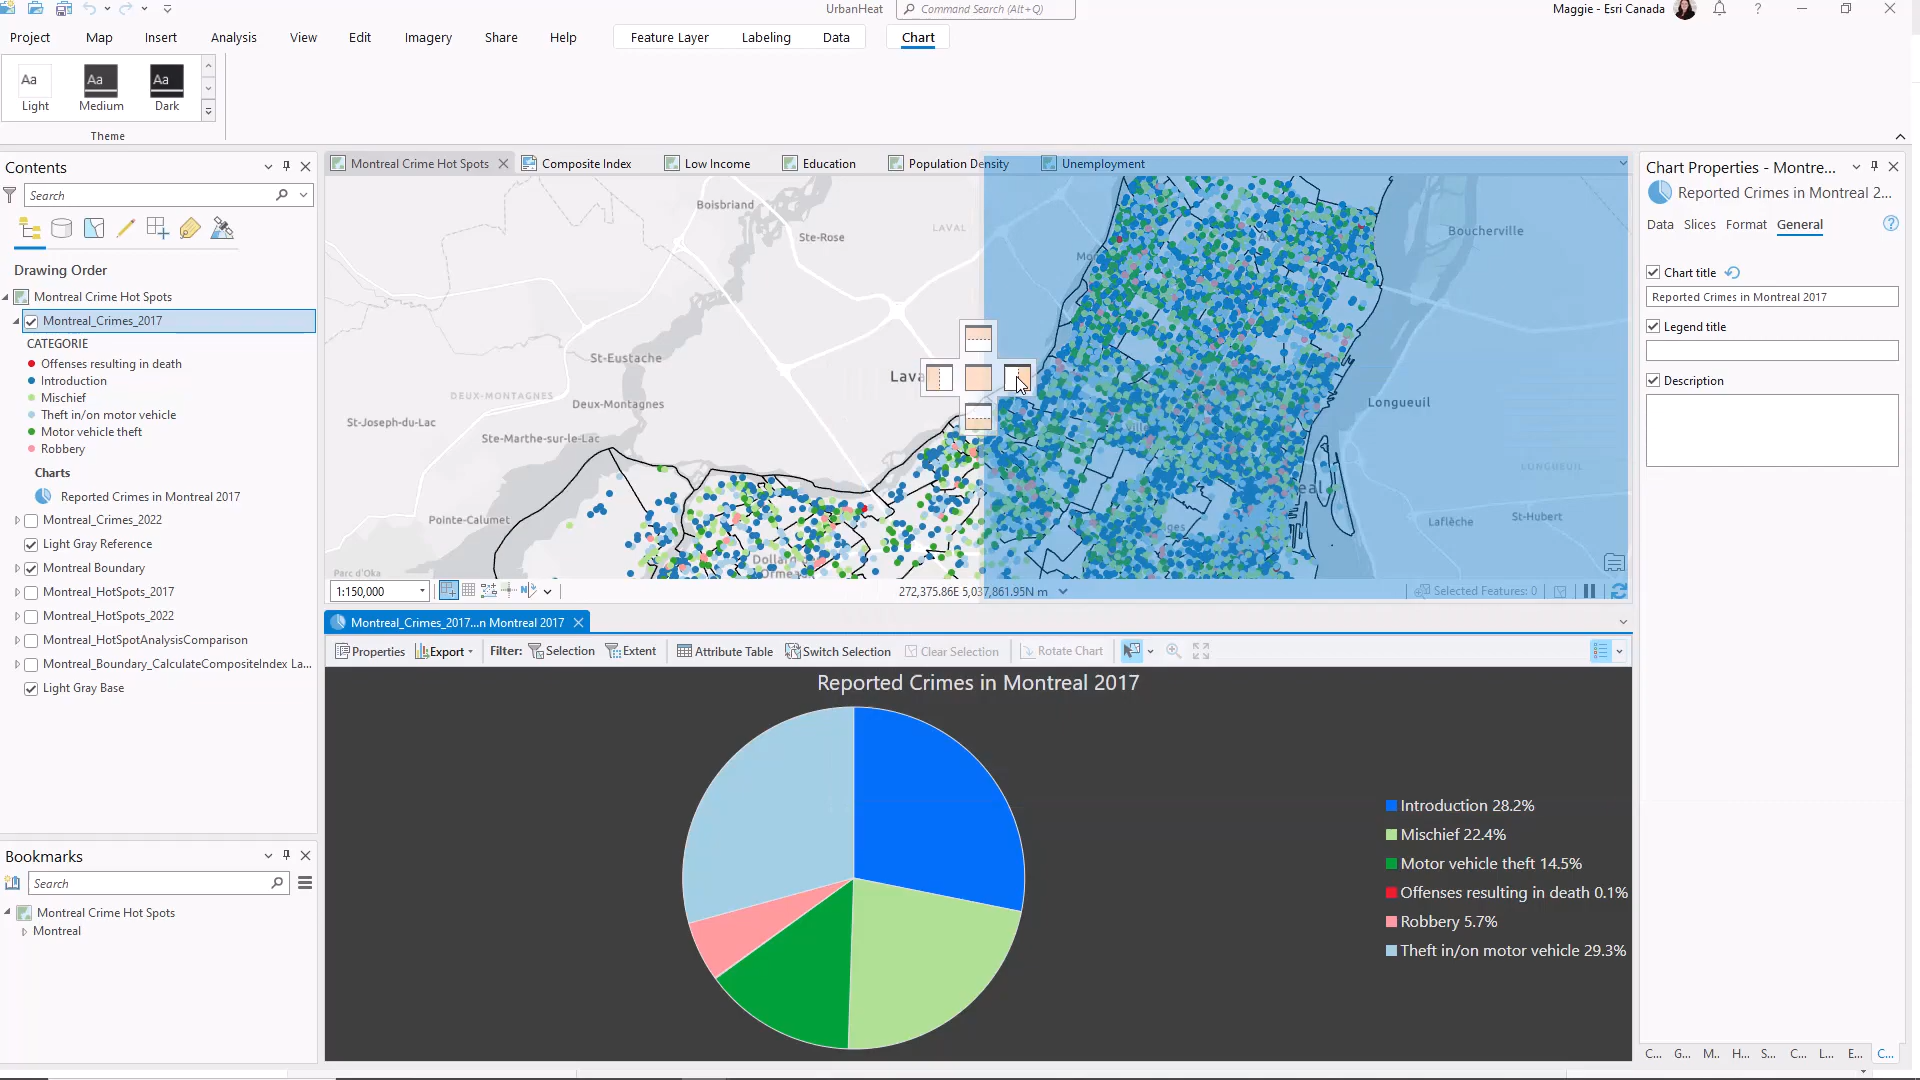 UrbanHeat
Command Search (Alt+Q)
Maggie - Esri Canada
?
Project Map Insert Analysis View Edit Imagery Share Help Feature Layer Labeling Data Chart
Aa Aa Aa
Light Medium Dark
Theme
Contents
Search
Drawing Order
Montreal Crime Hot Spots
Montreal_Crimes_2017
CATEGORIE
Offenses resulting in death
Introduction
Mischief
Theft in/on motor vehicle
Motor vehicle theft
Robbery
Charts
Reported Crimes in Montreal 2017
Montreal_Crimes_2022
Light Gray Reference
Montreal Boundary
Montreal_HotSpots_2017
Montreal_HotSpots_2022
Montreal_HotSpotAnalysisComparison
Montreal_Boundary_CalculateCompositeIndex La...
Light Gray Base
Bookmarks
Search
Montreal Crime Hot Spots
Montreal
Montreal Crime Hot Spots Composite Index Low Income Education Population Density Unemployment
Boisbriand
Ste-Rose
LAVAL
Boucherville
St-Eustache
Lava
DEUX-MONTAGNES
Deux-Montagnes
St-Joseph-du-Lac
Ste-Marthe-sur-le-Lac
Longueuil
LONGUEUIL
Pointe-Calumet
Laflèche
St-Hubert
Dollard
Ormeau
Parc d'Oka
1:150,000
272,375.86E 5,037,861.95N m
Selected Features: 0
Montreal_Crimes_2017...n Montreal 2017
Properties Export Filter: Selection Extent Attribute Table Switch Selection Clear Selection Rotate Chart
Reported Crimes in Montreal 2017
Introduction 28.2%
Mischief 22.4%
Motor vehicle theft 14.5%
Offenses resulting in death 0.1%
Robbery 5.7%
Theft in/on motor vehicle 29.3%
Chart Properties - Montre...
Reported Crimes in Montreal 2...
Data Slices Format General
?
Chart title
Reported Crimes in Montreal 2017
Legend title
Description
C... G... M.. H... S... C... L... E... C...